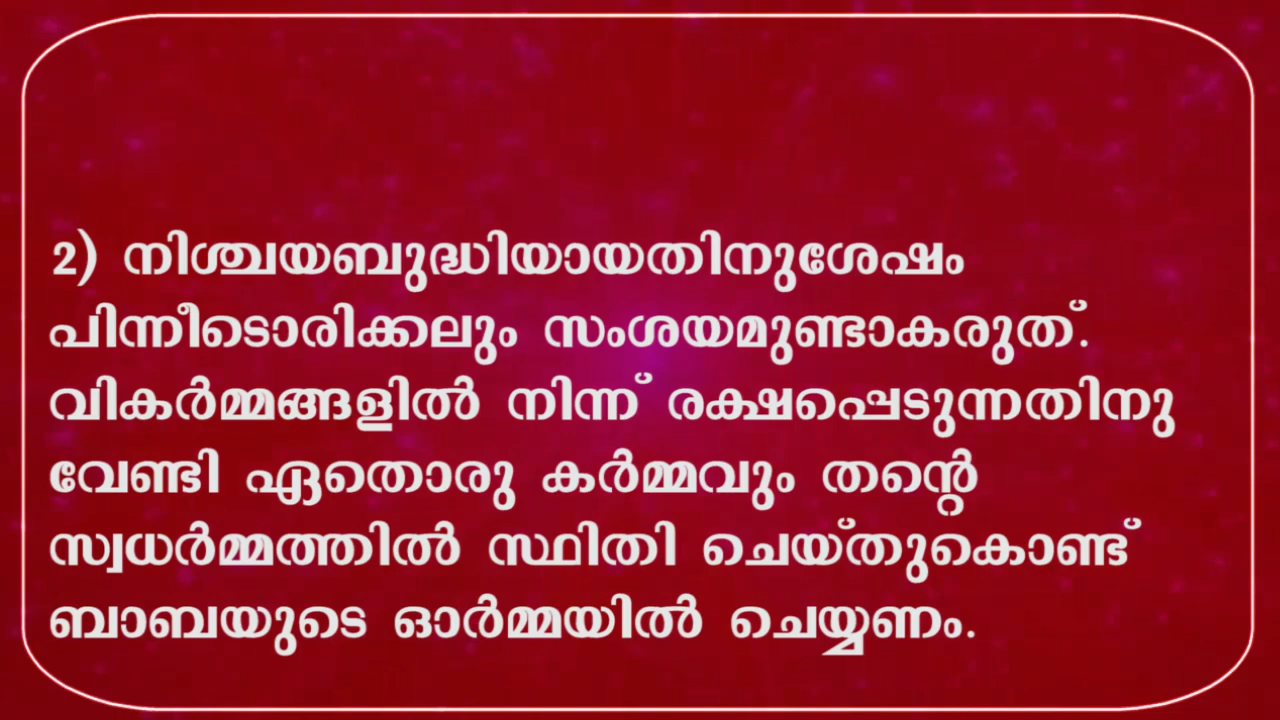 2) നിശ്ചയബുദ്ധിയായതിനുശേഷം
പിന്നീടൊരിക്കലും സംശയമുണ്ടാകരുത്.
വികർമ്മങ്ങളിൽ നിന്ന് രക്ഷപ്പെടുന്നതിനു
വേണ്ടി ഏതൊരു കർമ്മവും തന്റെ
സ്വധർമ്മത്തിൽ സ്ഥിതി ചെയ്തുകൊണ്ട്
ബാബയുടെ ഓർമ്മയിൽ ചെയ്യണം.